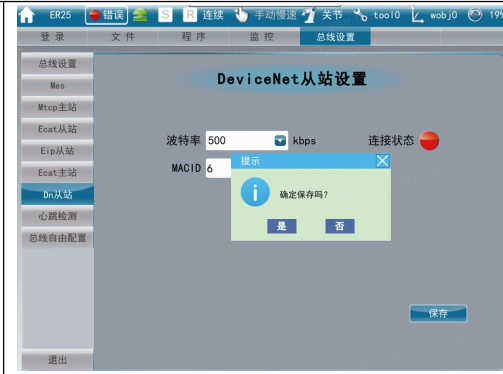 ER25 错误 S R 连续 手动慢速 关节 tool0 wobj0 19%
登录 文件 程序 监控 总线设置
总线设置
Mes
Mtcp主站
Ecat从站
Eip从站
Ecat主站
Dn从站
心跳检测
总线自由配置
退出
DeviceNet从站设置
波特率 500 kbps 连接状态
MACID 6
提示
确定保存吗?
是 否
保存